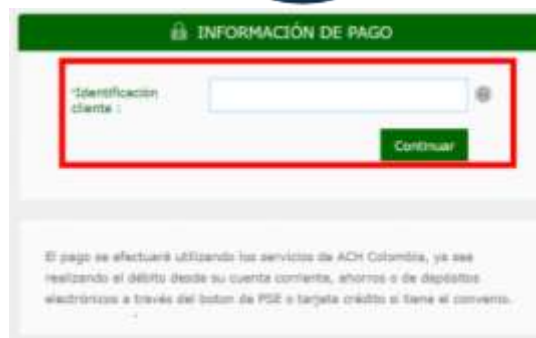 INFORMACIÓN DE PAGO
*Identificación
cliente :
Continuar
El pago se efectuará utilizando los servicios de ACH Colombia, ya sea
realizando el débito desde su cuenta corriente, ahorros o de depósitos
electrónicos a través del boton de PSE o tarjeta crédito si tiene el convenio.